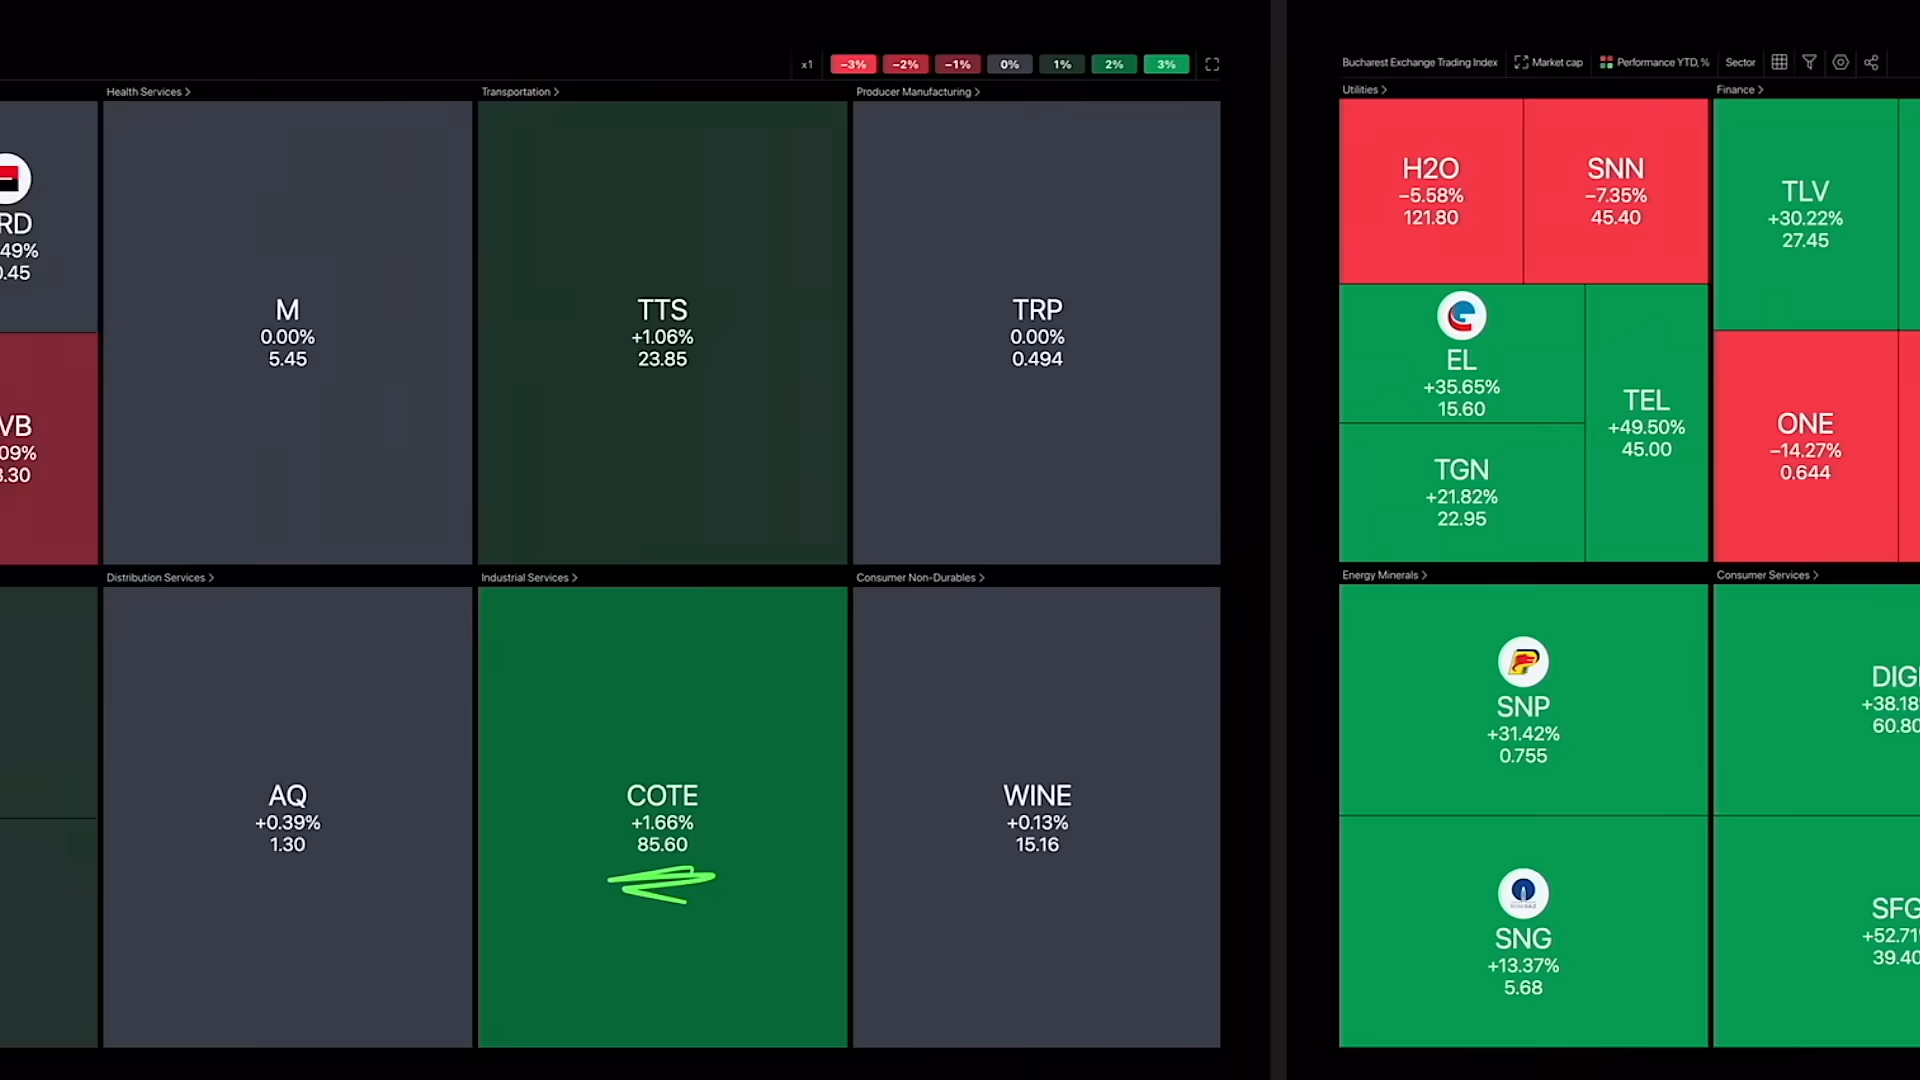 x1
−3%
−2%
−1%
0%
1%
2%
3%
Health Services >
Transportation >
Producer Manufacturing >
RD
49%
0.45
VB
09%
3.30
M
0.00%
5.45
TTS
+1.06%
23.85
TRP
0.00%
0.494
Distribution Services >
Industrial Services >
Consumer Non-Durables >
AQ
+0.39%
1.30
COTE
+1.66%
85.60
WINE
+0.13%
15.16
Bucharest Exchange Trading Index
Market cap
Performance YTD, %
Sector
Utilities >
Finance >
H2O
−5.58%
121.80
SNN
−7.35%
45.40
TLV
+30.22%
27.45
EL
+35.65%
15.60
TEL
+49.50%
45.00
TGN
+21.82%
22.95
ONE
−14.27%
0.644
Energy Minerals >
Consumer Services >
SNP
+31.42%
0.755
DIGI
+38.18
60.80
SNG
+13.37%
5.68
SFG
+52.71
39.40